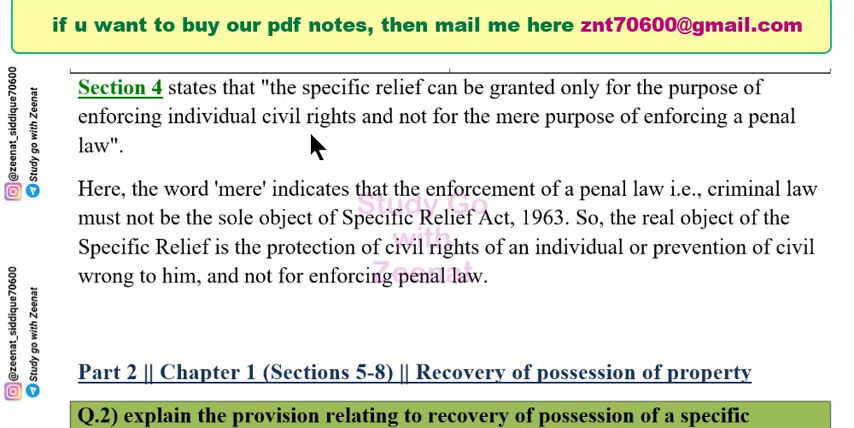 if u want to buy our pdf notes, then mail me here znt70600@gmail.com
Section 4 states that "the specific relief can be granted only for the purpose of
enforcing individual civil rights and not for the mere purpose of enforcing a penal
law".
Here, the word 'mere' indicates that the enforcement of a penal law i.e., criminal law
must not be the sole object of Specific Relief Act, 1963. So, the real object of the
Specific Relief is the protection of civil rights of an individual or prevention of civil
wrong to him, and not for enforcing penal law.
Study Go
with
Zeenat
Part 2 || Chapter 1 (Sections 5-8) || Recovery of possession of property
Q.2) explain the provision relating to recovery of possession of a specific
@zeenat_siddique70600
Study go with Zeenat
@zeenat_siddique70600
Study go with Zeenat